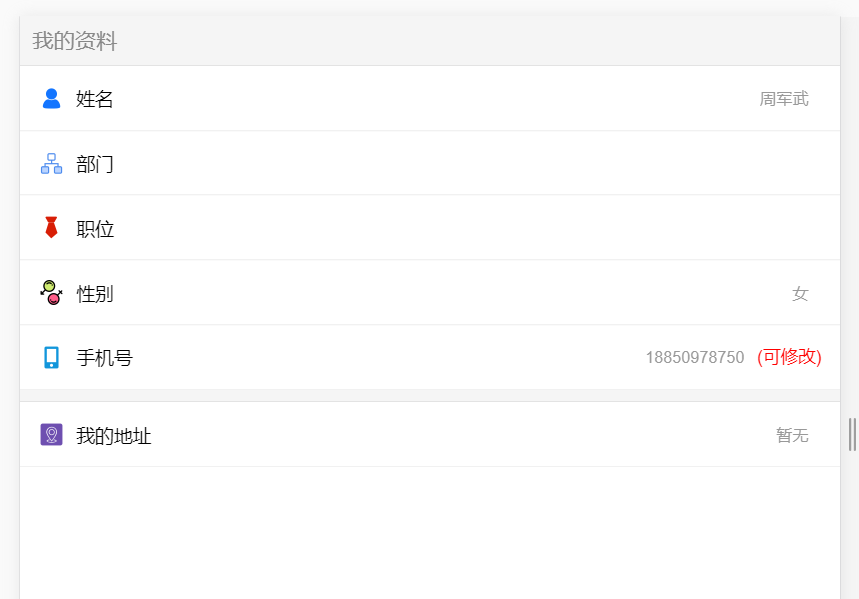 我的资料
姓名 周军武
部门
职位
性别 女
手机号 18850978750 (可修改)
我的地址 暂无